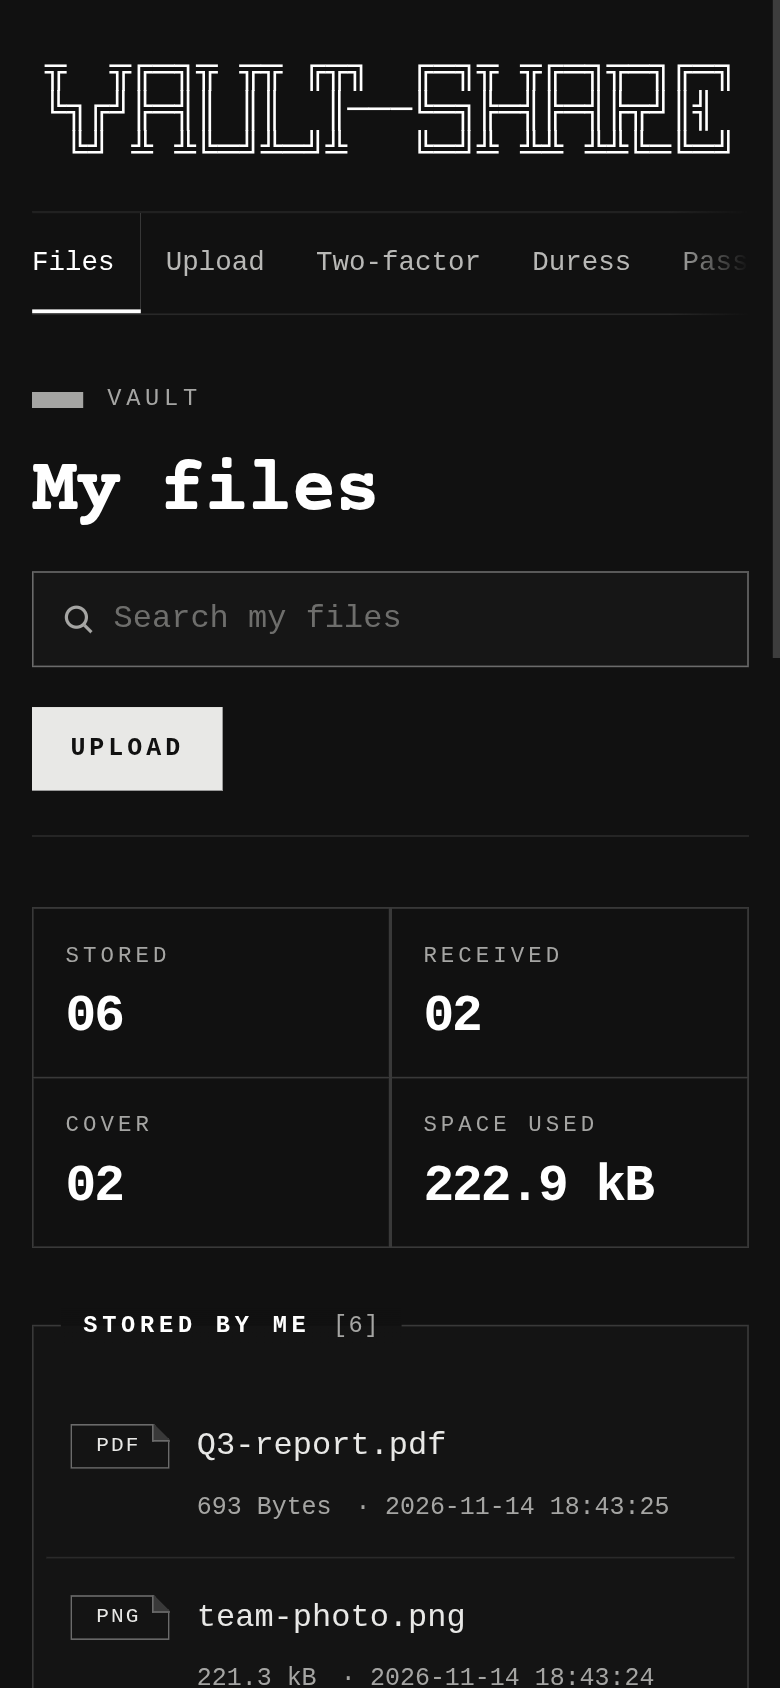 VAULT-SHARE
Files Upload Two-factor Duress Pass
VAULT
My files
Search my files
UPLOAD
STORED RECEIVED
06 02
COVER SPACE USED
02 222.9 kB
STORED BY ME [6]
PDF Q3-report.pdf
693 Bytes · 2026-11-14 18:43:25
PNG team-photo.png
221.3 kB · 2026-11-14 18:43:24